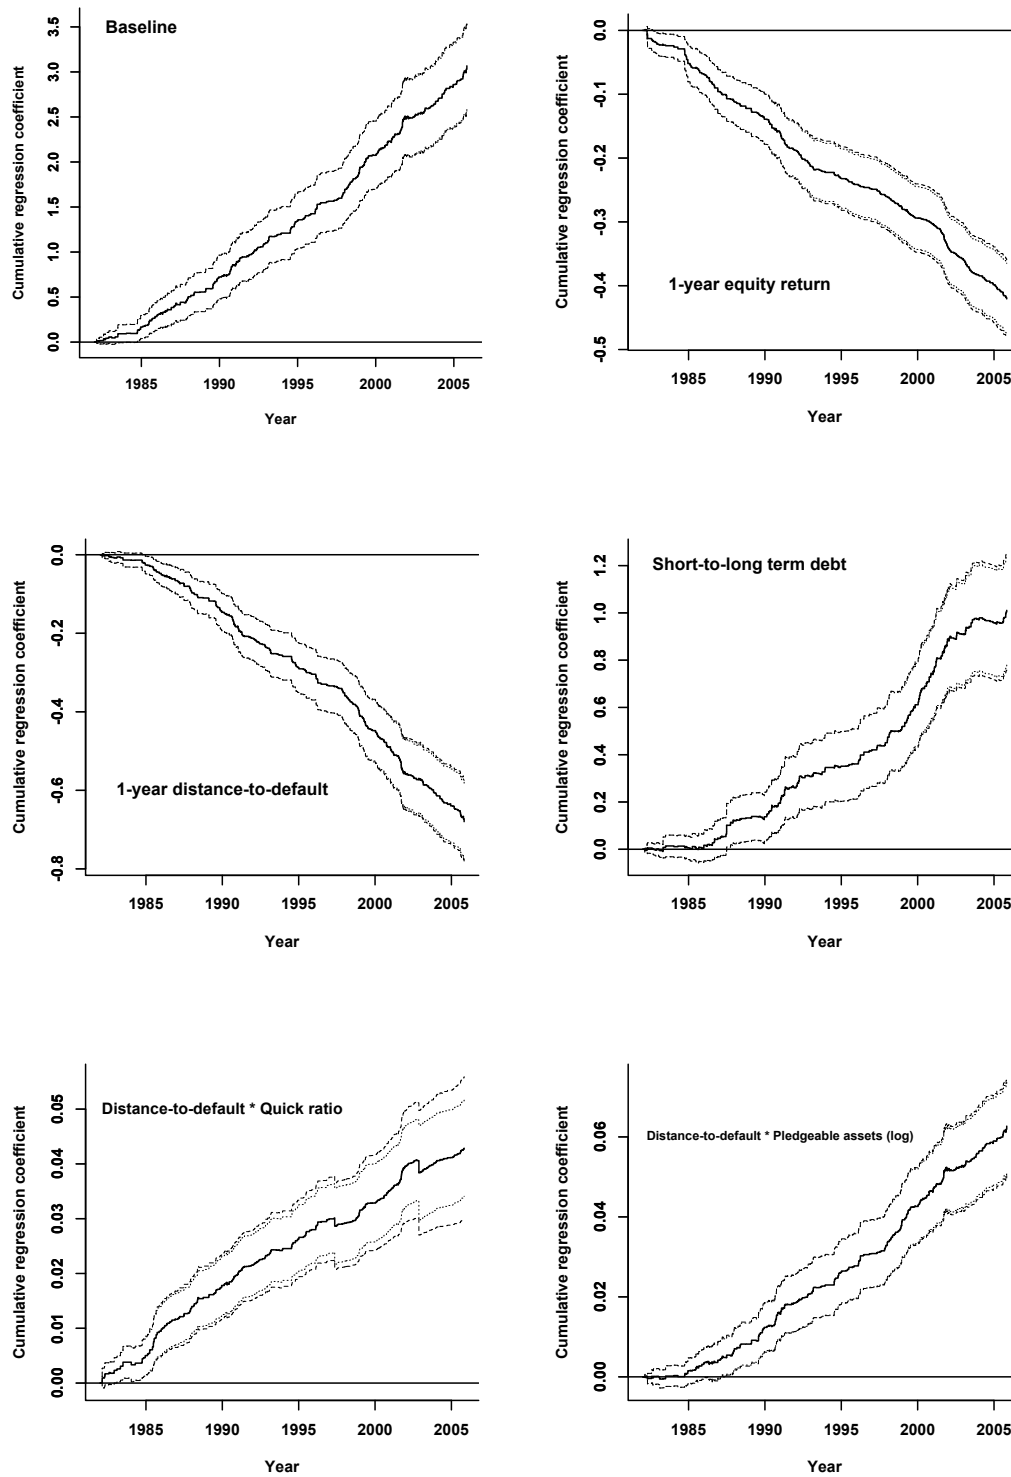 Baseline
Cumulative regression coefficient
3.5
3.0
2.5
2.0
1.5
1.0
0.5
0.0
1985 1990 1995 2000 2005
Year
1-year equity return
Cumulative regression coefficient
0.0
-0.1
-0.2
-0.3
-0.4
-0.5
1985 1990 1995 2000 2005
Year
1-year distance-to-default
Cumulative regression coefficient
0.0
-0.2
-0.4
-0.6
-0.8
1985 1990 1995 2000 2005
Year
Short-to-long term debt
Cumulative regression coefficient
1.2
1.0
0.8
0.6
0.4
0.2
0.0
1985 1990 1995 2000 2005
Year
Distance-to-default * Quick ratio
Cumulative regression coefficient
0.05
0.04
0.03
0.02
0.01
0.00
1985 1990 1995 2000 2005
Year
Distance-to-default * Pledgeable assets (log)
Cumulative regression coefficient
0.06
0.04
0.02
0.00
1985 1990 1995 2000 2005
Year